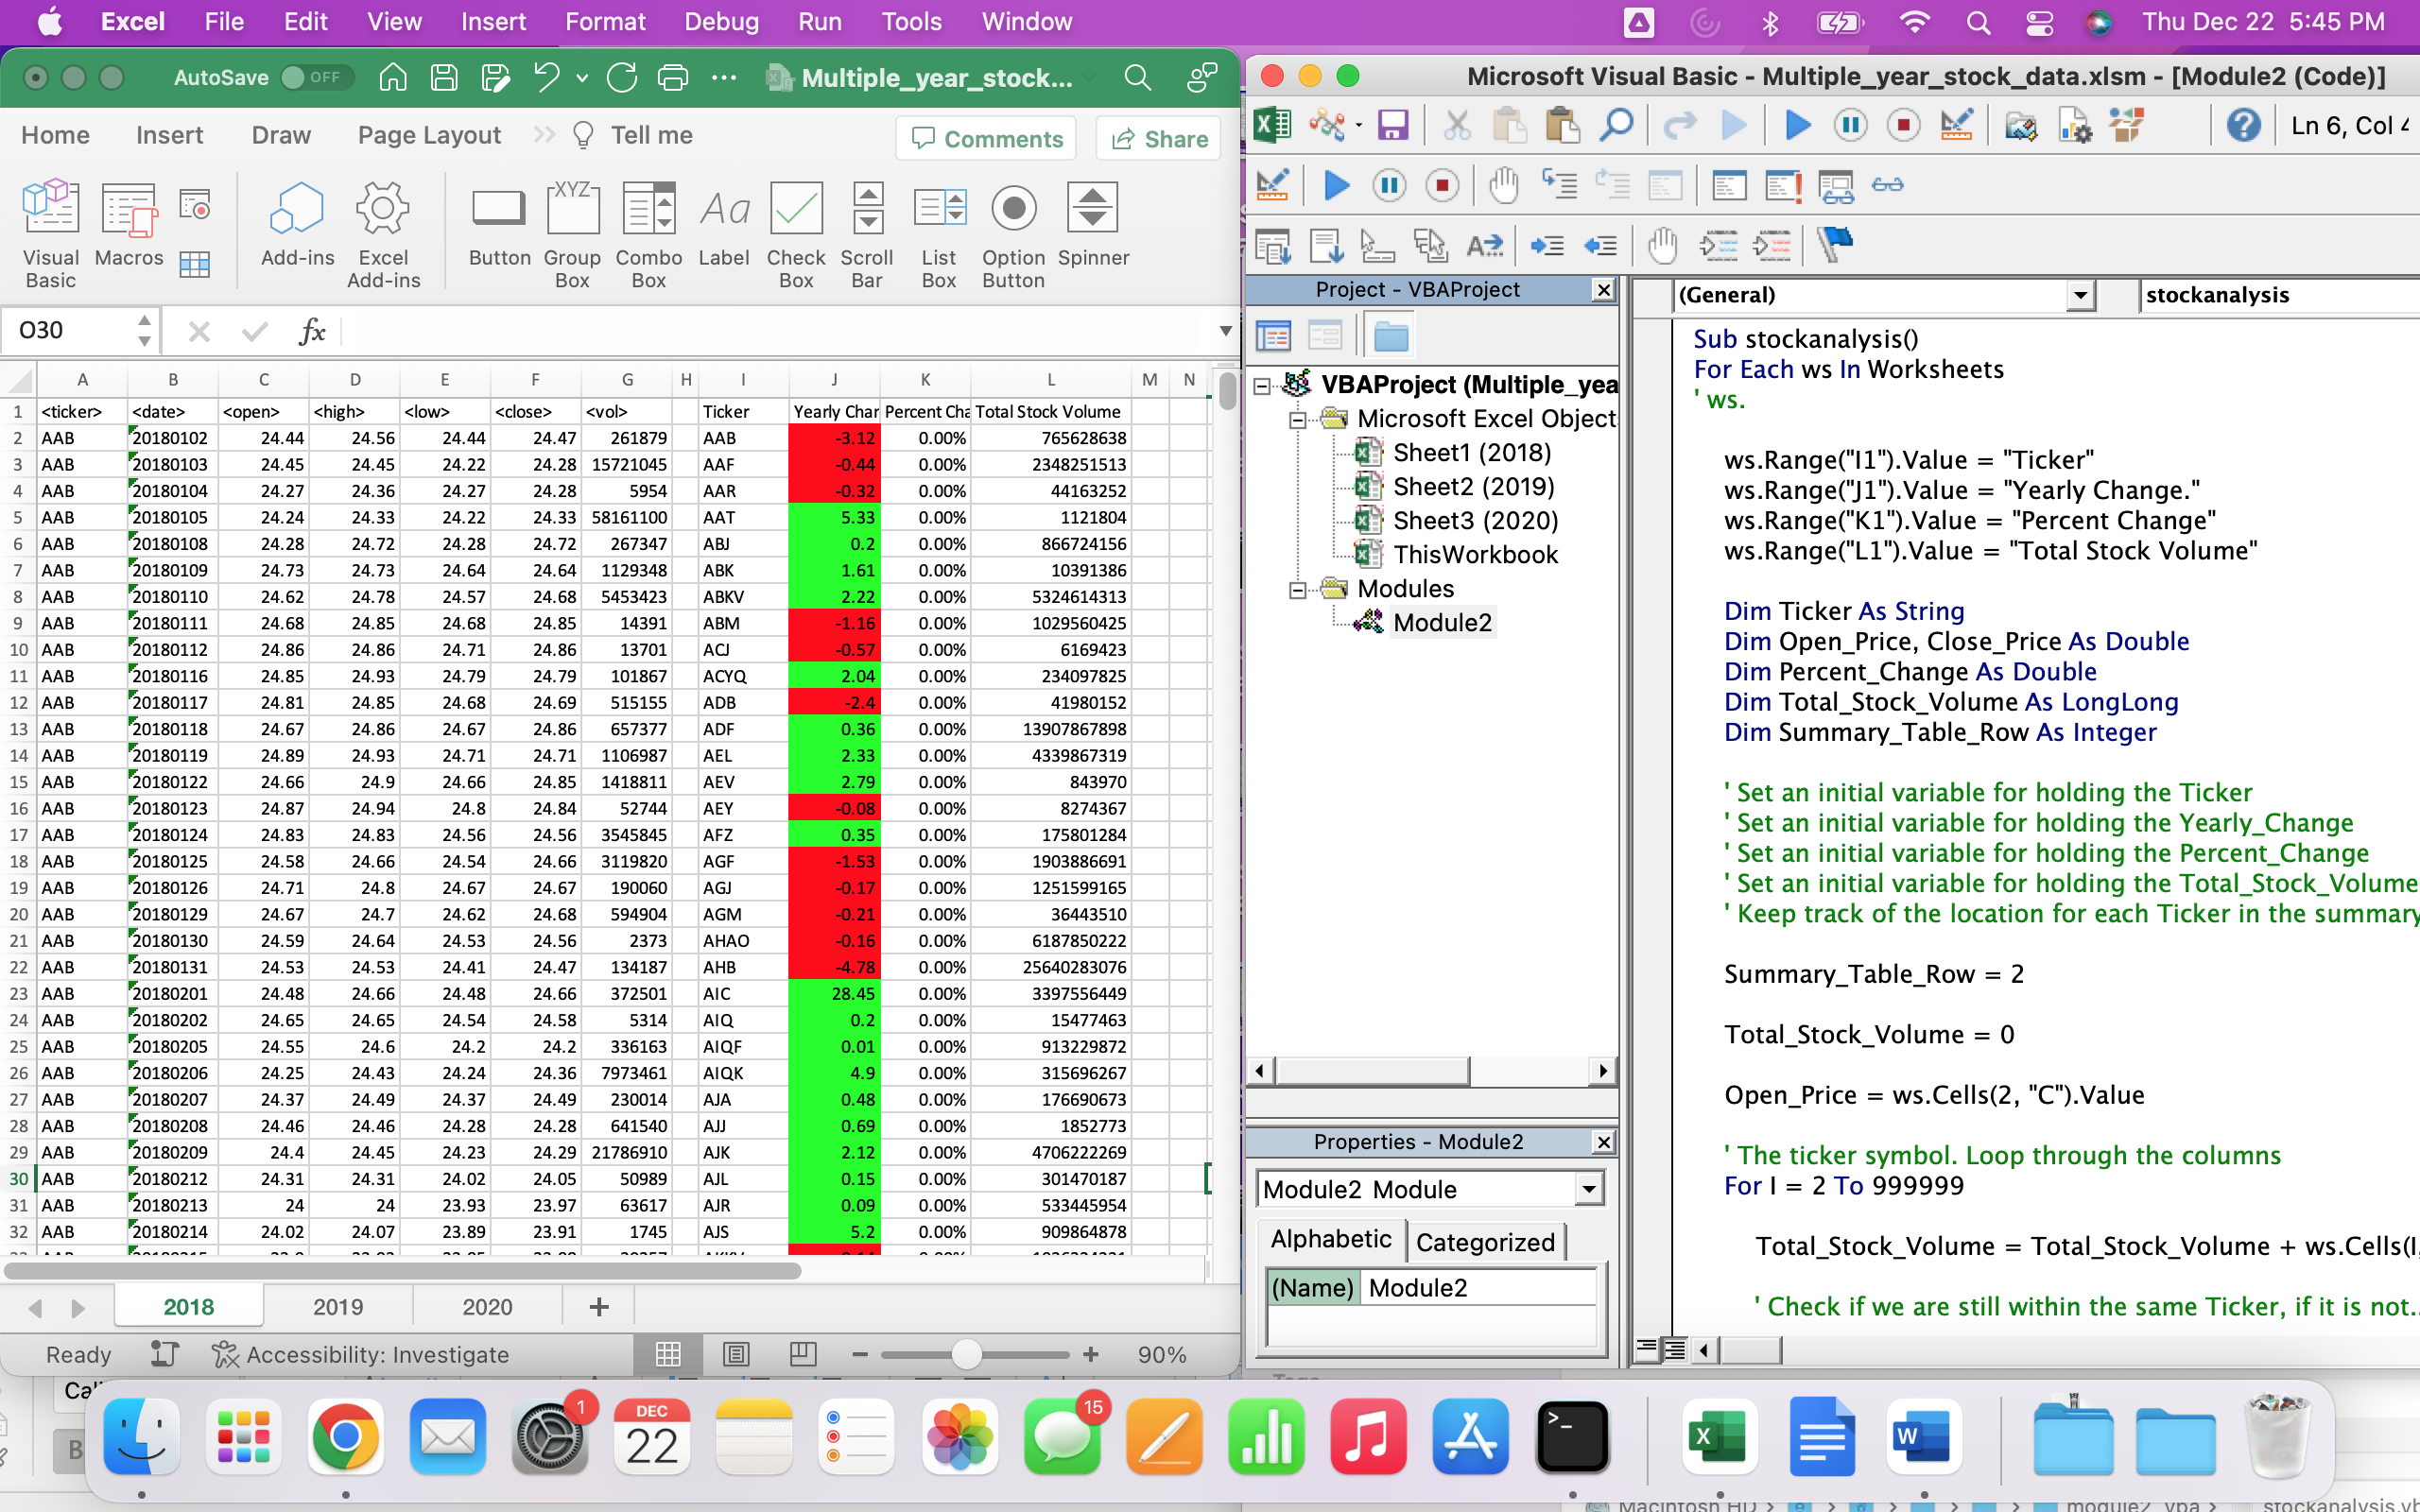 Excel File Edit View Insert Format Debug Run Tools Window Thu Dec 22 5:45 PM
AutoSave OFF Multiple_year_stock...
Home Insert Draw Page Layout Tell me Comments Share
Visual Basic Macros Add-ins Excel Add-ins Button Group Box Combo Box Label Check Box Scroll Bar List Box Option Button Spinner
XYZ Aa
O30 fx
A B C D E F G H I J K L M N
1 <ticker> <date> <open> <high> <low> <close> <vol> Ticker Yearly Char Percent Cha Total Stock Volume
2 AAB 20180102 24.44 24.56 24.44 24.47 261879 AAB -3.12 0.00% 765628638
3 AAB 20180103 24.45 24.45 24.22 24.28 15721045 AAF -0.44 0.00% 2348251513
4 AAB 20180104 24.27 24.36 24.27 24.28 5954 AAR -0.32 0.00% 44163252
5 AAB 20180105 24.24 24.33 24.22 24.33 58161100 AAT 5.33 0.00% 1121804
6 AAB 20180108 24.28 24.72 24.28 24.72 267347 ABJ 0.2 0.00% 866724156
7 AAB 20180109 24.73 24.73 24.64 24.64 1129348 ABK 1.61 0.00% 10391386
8 AAB 20180110 24.62 24.78 24.57 24.68 5453423 ABKV 2.22 0.00% 5324614313
9 AAB 20180111 24.68 24.85 24.68 24.85 14391 ABM -1.16 0.00% 1029560425
10 AAB 20180112 24.86 24.86 24.71 24.86 13701 ACJ -0.57 0.00% 6169423
11 AAB 20180116 24.85 24.93 24.79 24.79 101867 ACYQ 2.04 0.00% 234097825
12 AAB 20180117 24.81 24.85 24.68 24.69 515155 ADB -2.4 0.00% 41980152
13 AAB 20180118 24.67 24.86 24.67 24.86 657377 ADF 0.36 0.00% 13907867898
14 AAB 20180119 24.89 24.93 24.71 24.71 1106987 AEL 2.33 0.00% 4339867319
15 AAB 20180122 24.66 24.9 24.66 24.85 1418811 AEV 2.79 0.00% 843970
16 AAB 20180123 24.87 24.94 24.8 24.84 52744 AEY -0.08 0.00% 8274367
17 AAB 20180124 24.83 24.83 24.56 24.56 3545845 AFZ 0.35 0.00% 175801284
18 AAB 20180125 24.58 24.66 24.54 24.66 3119820 AGF -1.53 0.00% 1903886691
19 AAB 20180126 24.71 24.8 24.67 24.67 190060 AGJ -0.17 0.00% 1251599165
20 AAB 20180129 24.67 24.7 24.62 24.68 594904 AGM -0.21 0.00% 36443510
21 AAB 20180130 24.59 24.64 24.53 24.56 2373 AHAO -0.16 0.00% 6187850222
22 AAB 20180131 24.53 24.53 24.41 24.47 134187 AHB -4.78 0.00% 25640283076
23 AAB 20180201 24.48 24.66 24.48 24.66 372501 AIC 28.45 0.00% 3397556449
24 AAB 20180202 24.65 24.65 24.54 24.58 5314 AIQ 0.2 0.00% 15477463
25 AAB 20180205 24.55 24.6 24.2 24.2 336163 AIQF 0.01 0.00% 913229872
26 AAB 20180206 24.25 24.43 24.24 24.36 7973461 AIQK 4.9 0.00% 315696267
27 AAB 20180207 24.37 24.49 24.37 24.49 230014 AJA 0.48 0.00% 176690673
28 AAB 20180208 24.46 24.46 24.28 24.28 641540 AJJ 0.69 0.00% 1852773
29 AAB 20180209 24.4 24.45 24.23 24.29 21786910 AJK 2.12 0.00% 4706222269
30 AAB 20180212 24.31 24.31 24.02 24.05 50989 AJL 0.15 0.00% 301470187
31 AAB 20180213 24 24 23.93 23.97 63617 AJR 0.09 0.00% 533445954
32 AAB 20180214 24.02 24.07 23.89 23.91 1745 AJS 5.2 0.00% 909864878
2018 2019 2020 +
Ready Accessibility: Investigate 90%
Microsoft Visual Basic - Multiple_year_stock_data.xlsm - [Module2 (Code)]
Ln 6, Col 4
Project - VBAProject
VBAProject (Multiple_yea
Microsoft Excel Object
Sheet1 (2018)
Sheet2 (2019)
Sheet3 (2020)
ThisWorkbook
Modules
Module2
Properties - Module2
Module2 Module
Alphabetic Categorized
(Name) Module2
(General) stockanalysis
Sub stockanalysis()
For Each ws In Worksheets
' ws.
ws.Range("I1").Value = "Ticker"
ws.Range("J1").Value = "Yearly Change."
ws.Range("K1").Value = "Percent Change"
ws.Range("L1").Value = "Total Stock Volume"
Dim Ticker As String
Dim Open_Price, Close_Price As Double
Dim Percent_Change As Double
Dim Total_Stock_Volume As LongLong
Dim Summary_Table_Row As Integer
' Set an initial variable for holding the Ticker
' Set an initial variable for holding the Yearly_Change
' Set an initial variable for holding the Percent_Change
' Set an initial variable for holding the Total_Stock_Volume
' Keep track of the location for each Ticker in the summary
Summary_Table_Row = 2
Total_Stock_Volume = 0
Open_Price = ws.Cells(2, "C").Value
' The ticker symbol. Loop through the columns
For I = 2 To 999999
Total_Stock_Volume = Total_Stock_Volume + ws.Cells(I,
' Check if we are still within the same Ticker, if it is not..
1 DEC 22 15 >_ X W
Macintosh HD